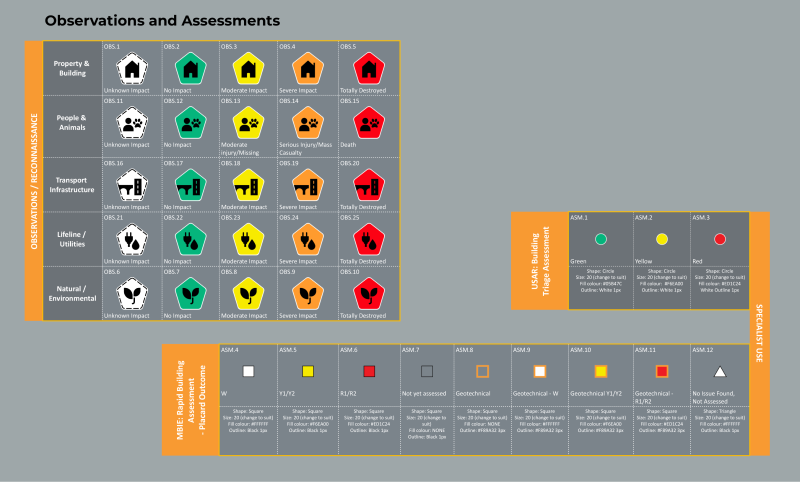 Observations and Assessments
OBSERVATIONS / RECONNAISSANCE
Property &
Building
OBS.1
Unknown Impact
OBS.2
No Impact
OBS.3
Moderate Impact
OBS.4
Severe Impact
OBS.5
Totally Destroyed
People &
Animals
OBS.11
Unknown Impact
OBS.12
No Impact
OBS.13
Moderate
injury/Missing
OBS.14
Serious Injury/Mass
Casualty
OBS.15
Death
Transport
Infrastructure
OBS.16
Unknown Impact
OBS.17
No Impact
OBS.18
Moderate Impact
OBS.19
Severe Impact
OBS.20
Totally Destroyed
Lifeline /
Utilities
OBS.21
Unknown Impact
OBS.22
No Impact
OBS.23
Moderate Impact
OBS.24
Severe Impact
OBS.25
Totally Destroyed
Natural /
Environmental
OBS.6
Unknown Impact
OBS.7
No Impact
OBS.8
Moderate Impact
OBS.9
Severe Impact
OBS.10
Totally Destroyed
USAR: Building
Triage Assessment
ASM.1
Green
Shape: Circle
Size: 20 (change to suit)
Fill colour: #05B47C
Outline: White 1px
ASM.2
Yellow
Shape: Circle
Size: 20 (change to suit)
Fill colour: #F6EA00
Outline: White 1px
ASM.3
Red
Shape: Circle
Size: 20 (change to suit)
Fill colour: #ED1C24
White Outline 1px
SPECIALIST USE
MBIE: Rapid Building
Assessment
- Placard Outcome
ASM.4
W
Shape: Square
Size: 20 (change to suit)
Fill colour: #FFFFFF
Outline: Black 1px
ASM.5
Y1/Y2
Shape: Square
Size: 20 (change to suit)
Fill colour: #F6EA00
Outline: Black 1px
ASM.6
R1/R2
Shape: Square
Size: 20 (change to suit)
Fill colour: #ED1C24
Outline: Black 1px
ASM.7
Not yet assessed
Shape: Square
Size: 20 (change to
suit)
Fill colour: NONE
Outline: Black 1px
ASM.8
Geotechnical
Shape: Square
Size: 20 (change to suit)
Fill colour: NONE
Outline: #F89A32 3px
ASM.9
Geotechnical - W
Shape: Square
Size: 20 (change to suit)
Fill colour: #FFFFFF
Outline: #F89A32 3px
ASM.10
Geotechnical Y1/Y2
Shape: Square
Size: 20 (change to suit)
Fill colour: #F6EA00
Outline: #F89A32 3px
ASM.11
Geotechnical -
R1/R2
Shape: Square
Size: 20 (change to suit)
Fill colour: #ED1C24
Outline: #F89A32 3px
ASM.12
No Issue Found,
Not Assessed
Shape: Triangle
Size: 20 (change to suit)
Fill colour: #FFFFFF
Outline: Black 1px